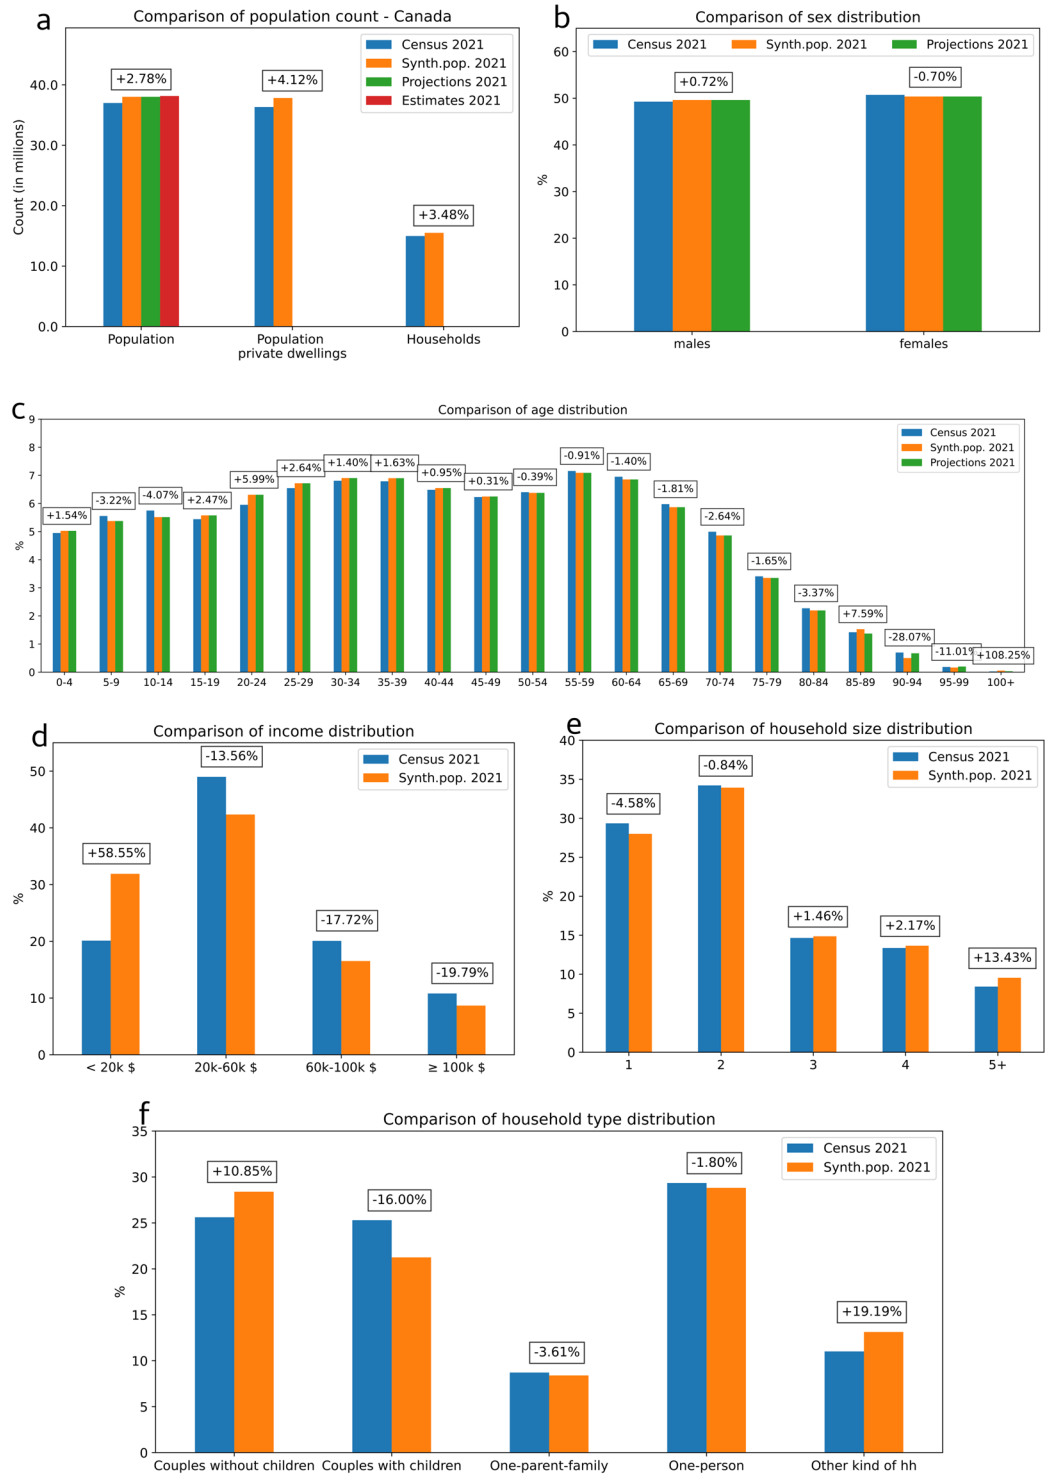 a
Comparison of population count - Canada
Census 2021
Synth.pop. 2021
Projections 2021
Estimates 2021
+2.78%
+4.12%
+3.48%
Count (in millions)
40.0
30.0
20.0
10.0
0.0
Population
Population
private dwellings
Households
b
Comparison of sex distribution
Census 2021 Synth.pop. 2021 Projections 2021
+0.72%
-0.70%
%
60
50
40
30
20
10
0
males females
c
Comparison of age distribution
Census 2021
Synth.pop. 2021
Projections 2021
%
9
8
7
6
5
4
3
2
1
0
+1.54% -3.22% -4.07% +2.47% +5.99% +2.64% +1.40% +1.63% +0.95% +0.31% -0.39% -0.91% -1.40% -1.81% -2.64% -1.65% -3.37% +7.59% -28.07% -11.01% +108.25%
0-4 5-9 10-14 15-19 20-24 25-29 30-34 35-39 40-44 45-49 50-54 55-59 60-64 65-69 70-74 75-79 80-84 85-89 90-94 95-99 100+
d
Comparison of income distribution
Census 2021
Synth.pop. 2021
+58.55%
-13.56%
-17.72%
-19.79%
%
50
40
30
20
10
0
< 20k $ 20k-60k $ 60k-100k $ ≥ 100k $
e
Comparison of household size distribution
Census 2021
Synth.pop. 2021
-4.58%
-0.84%
+1.46%
+2.17%
+13.43%
%
40
35
30
25
20
15
10
5
0
1 2 3 4 5+
f
Comparison of household type distribution
Census 2021
Synth.pop. 2021
+10.85%
-16.00%
-3.61%
-1.80%
+19.19%
%
35
30
25
20
15
10
5
0
Couples without children Couples with children One-parent-family One-person Other kind of hh